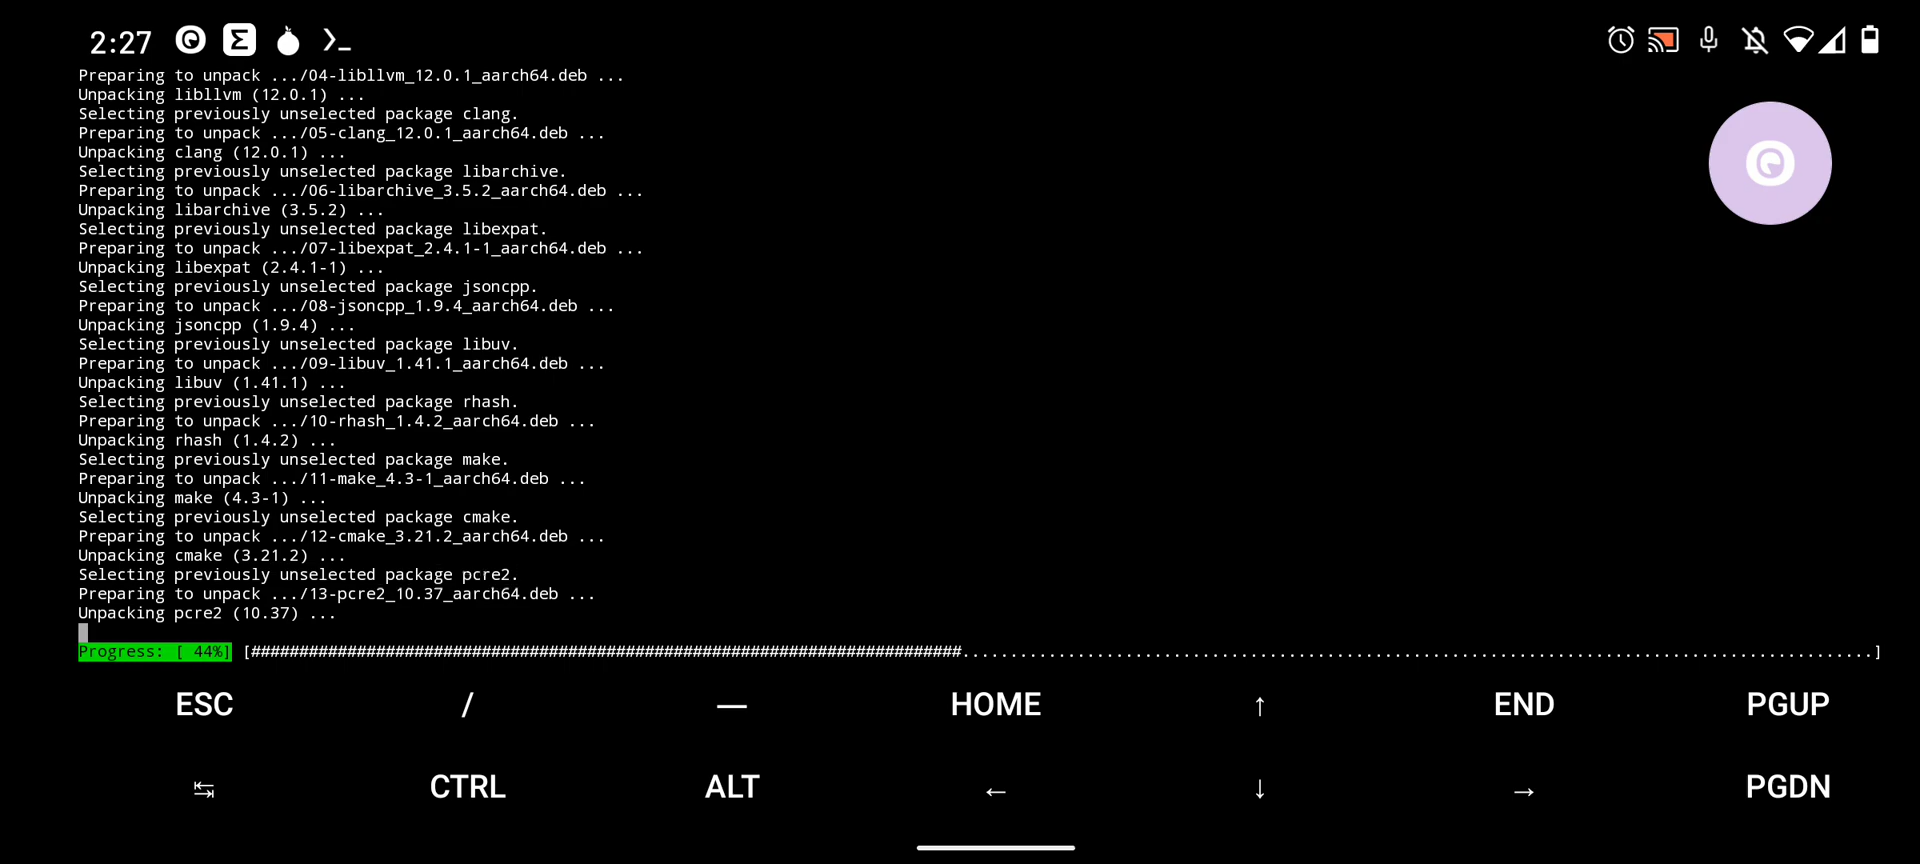 2:27
Preparing to unpack .../04-libllvm_12.0.1_aarch64.deb ...
Unpacking libllvm (12.0.1) ...
Selecting previously unselected package clang.
Preparing to unpack .../05-clang_12.0.1_aarch64.deb ...
Unpacking clang (12.0.1) ...
Selecting previously unselected package libarchive.
Preparing to unpack .../06-libarchive_3.5.2_aarch64.deb ...
Unpacking libarchive (3.5.2) ...
Selecting previously unselected package libexpat.
Preparing to unpack .../07-libexpat_2.4.1-1_aarch64.deb ...
Unpacking libexpat (2.4.1-1) ...
Selecting previously unselected package jsoncpp.
Preparing to unpack .../08-jsoncpp_1.9.4_aarch64.deb ...
Unpacking jsoncpp (1.9.4) ...
Selecting previously unselected package libuv.
Preparing to unpack .../09-libuv_1.41.1_aarch64.deb ...
Unpacking libuv (1.41.1) ...
Selecting previously unselected package rhash.
Preparing to unpack .../10-rhash_1.4.2_aarch64.deb ...
Unpacking rhash (1.4.2) ...
Selecting previously unselected package make.
Preparing to unpack .../11-make_4.3-1_aarch64.deb ...
Unpacking make (4.3-1) ...
Selecting previously unselected package cmake.
Preparing to unpack .../12-cmake_3.21.2_aarch64.deb ...
Unpacking cmake (3.21.2) ...
Selecting previously unselected package pcre2.
Preparing to unpack .../13-pcre2_10.37_aarch64.deb ...
Unpacking pcre2 (10.37) ...
Progress: [ 44%] [##########################################################################...............................................................................................]
ESC / — HOME ↑ END PGUP
↹ CTRL ALT ← ↓ → PGDN